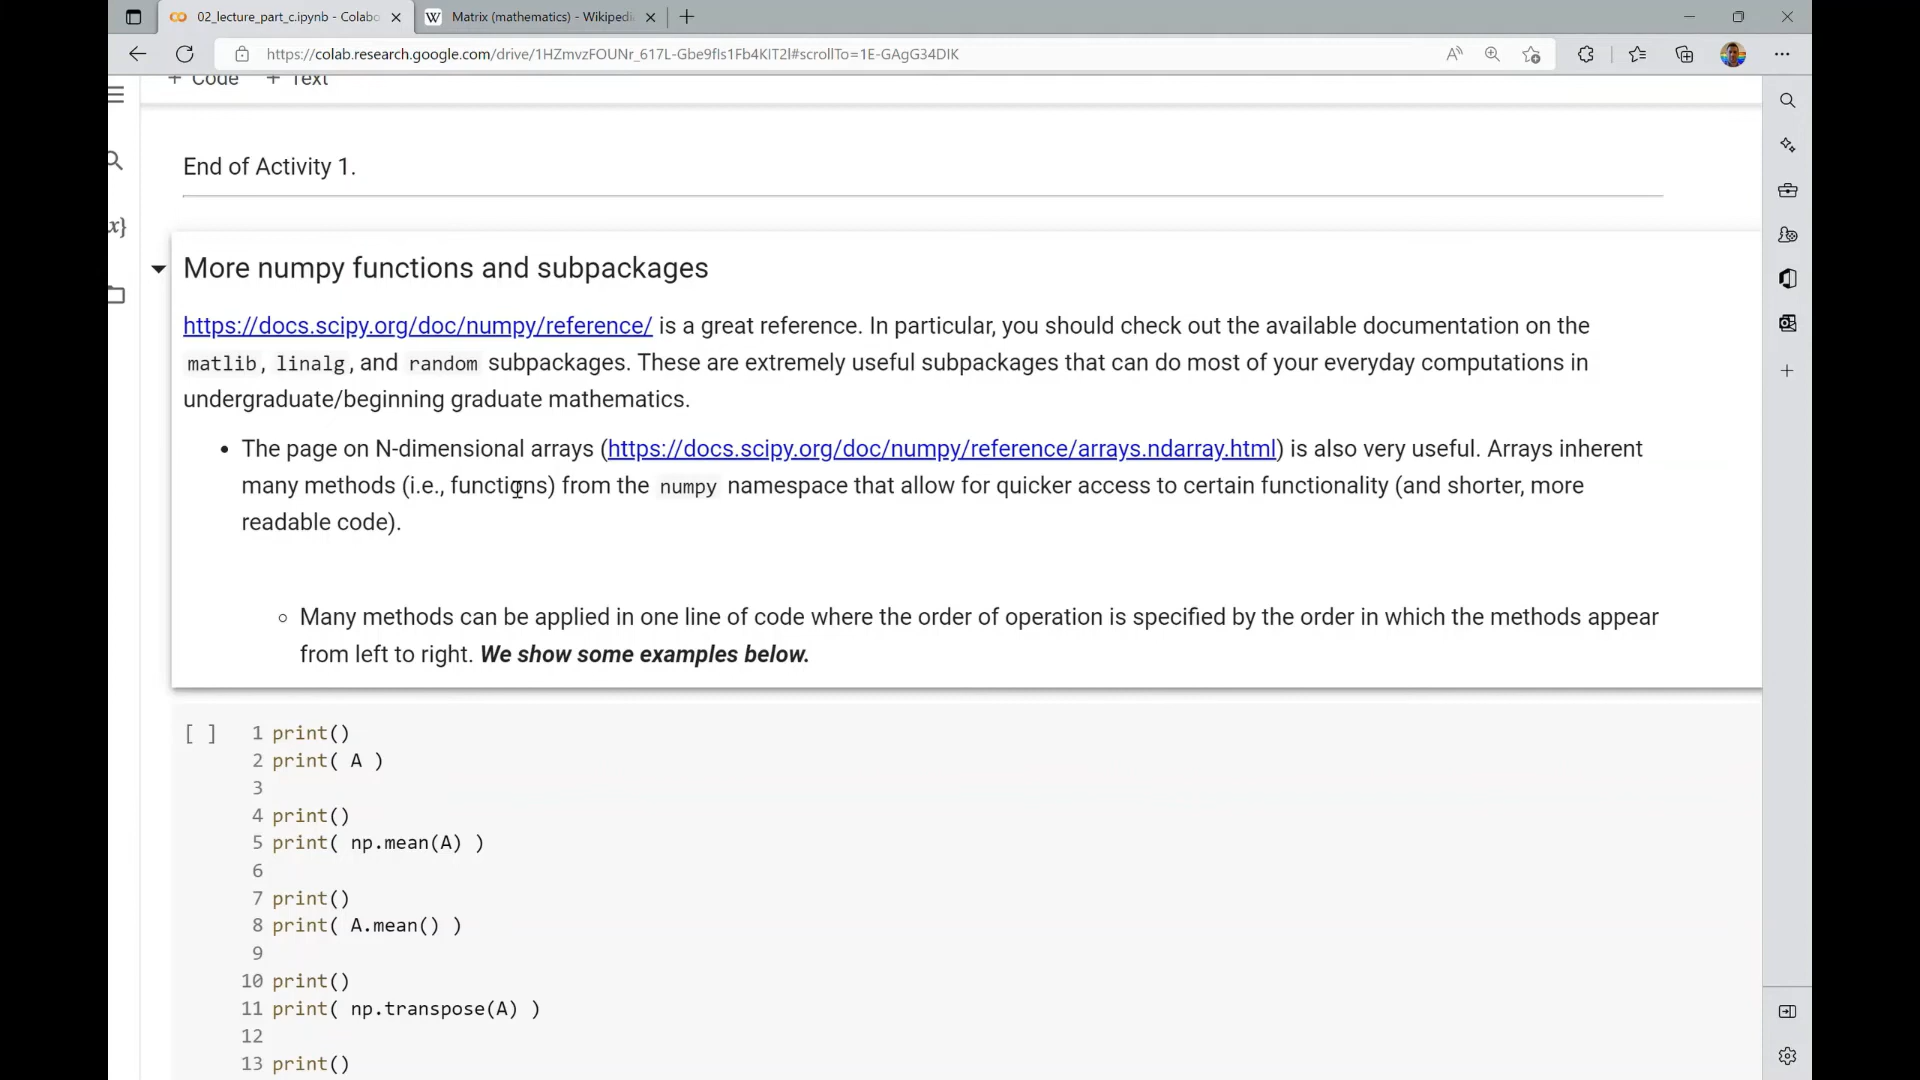 02_lecture_part_c.ipynb - Colabo
Matrix (mathematics) - Wikipedi
https://colab.research.google.com/drive/1HZmvzFOUNr_617L-Gbe9fIs1Fb4KIT2l#scrollTo=1E-GAgG34DIK
+ Code + Text
End of Activity 1.
More numpy functions and subpackages
https://docs.scipy.org/doc/numpy/reference/ is a great reference. In particular, you should check out the available documentation on the
matlib, linalg, and random subpackages. These are extremely useful subpackages that can do most of your everyday computations in
undergraduate/beginning graduate mathematics.
• The page on N-dimensional arrays (https://docs.scipy.org/doc/numpy/reference/arrays.ndarray.html) is also very useful. Arrays inherent
many methods (i.e., functions) from the numpy namespace that allow for quicker access to certain functionality (and shorter, more
readable code).
◦ Many methods can be applied in one line of code where the order of operation is specified by the order in which the methods appear
from left to right. We show some examples below.
[ ] 1 print()
2 print( A )
3
4 print()
5 print( np.mean(A) )
6
7 print()
8 print( A.mean() )
9
10 print()
11 print( np.transpose(A) )
12
13 print()